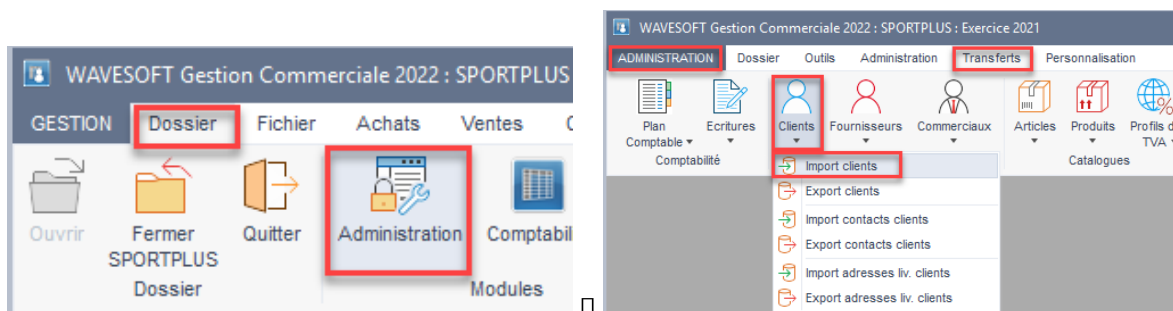 WAVESOFT Gestion Commerciale 2022 : SPORTPLUS
GESTION Dossier Fichier Achats Ventes
Ouvrir Fermer SPORTPLUS Quitter Administration Comptabil
Dossier Modules
WAVESOFT Gestion Commerciale 2022 : SPORTPLUS : Exercice 2021
ADMINISTRATION Dossier Outils Administration Transferts Personnalisation
Plan Comptable Ecritures Clients Fournisseurs Commerciaux Articles Produits Profils d TVA
Comptabilité Catalogues
Import clients
Export clients
Import contacts clients
Export contacts clients
Import adresses liv. clients
Export adresses liv. clients